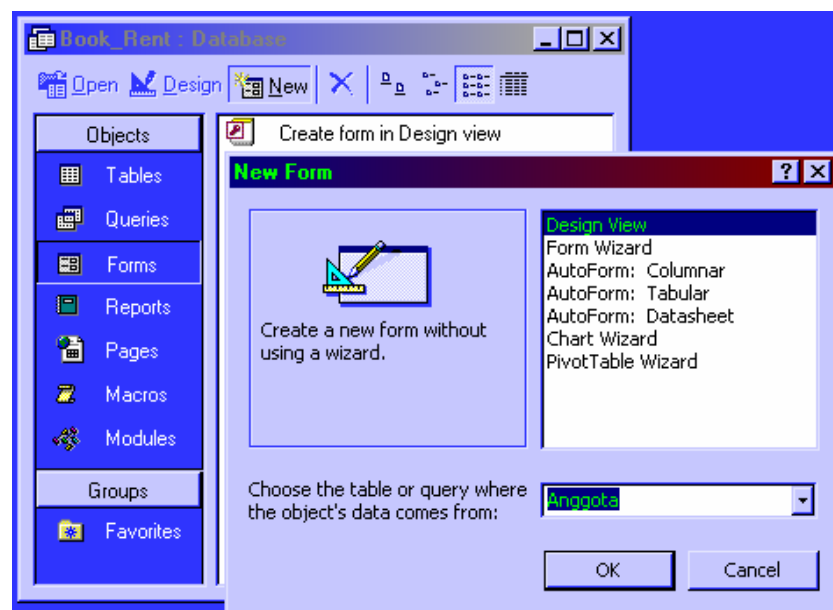 Book_Rent : Database
Open Design New
Objects
Create form in Design view
Tables
Queries
Forms
Reports
Pages
Macros
Modules
Groups
Favorites
New Form
Create a new form without
using a wizard.
Design View
Form Wizard
AutoForm: Columnar
AutoForm: Tabular
AutoForm: Datasheet
Chart Wizard
PivotTable Wizard
Choose the table or query where
the object's data comes from:
Anggota
OK Cancel